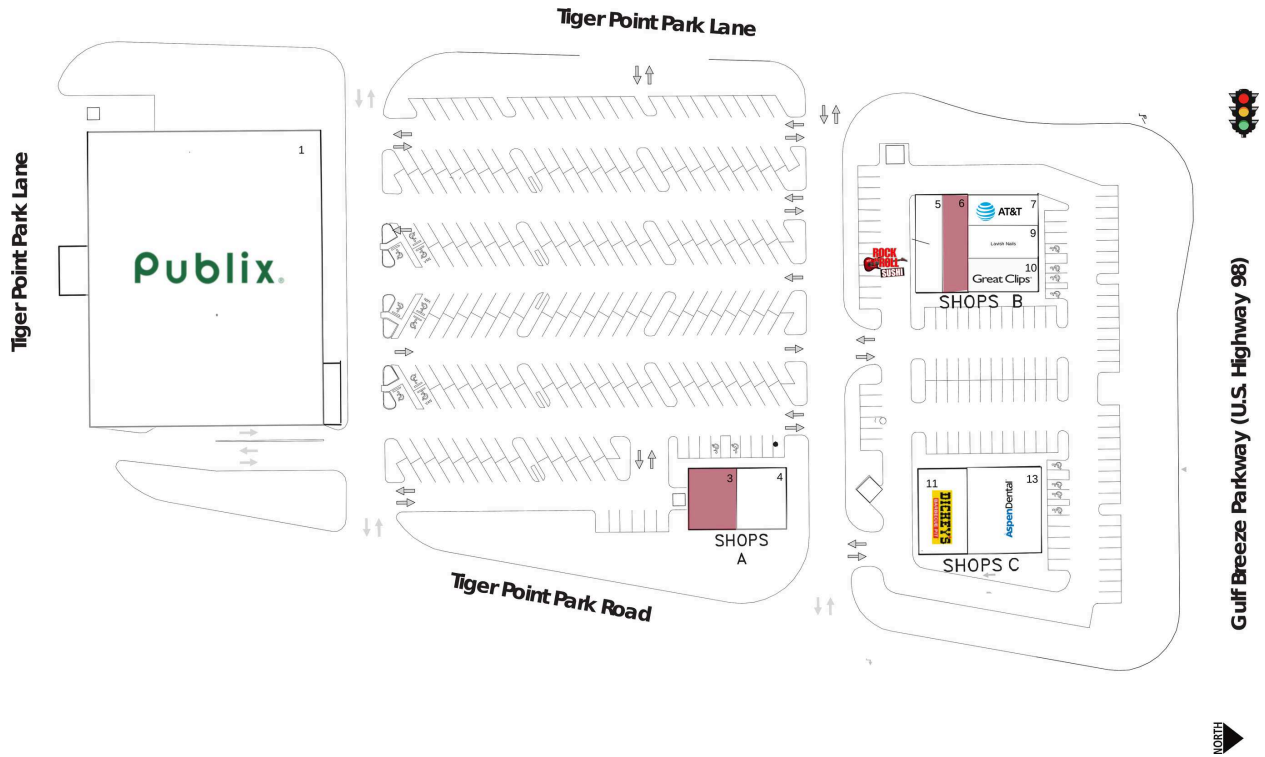 Tiger Point Park Lane
Tiger Point Park Lane
1
Publix.
5
6
AT&T
7
Lavish Nails
9
ROCK
N ROLL
SUSHI
Great Clips
10
SHOPS B
3
4
SHOPS
A
11
DICKEY'S
BARBECUE PIT
13
AspenDental
SHOPS C
Tiger Point Park Road
Gulf Breeze Parkway (U.S. Highway 98)
NORTH